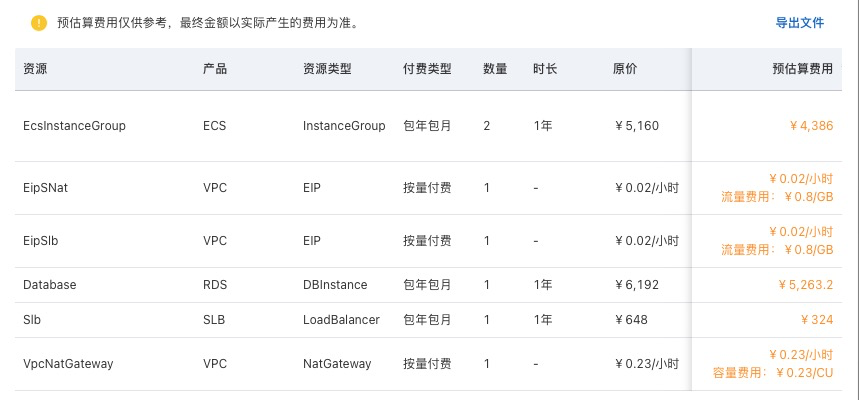 预估算费用仅供参考，最终金额以实际产生的费用为准。 导出文件
资源 产品 资源类型 付费类型 数量 时长 原价 预估算费用
EcsInstanceGroup ECS InstanceGroup 包年包月 2 1年 ¥5,160 ¥4,386
EipSNat VPC EIP 按量付费 1 - ¥0.02/小时 ¥0.02/小时
流量费用：¥0.8/GB
EipSlb VPC EIP 按量付费 1 - ¥0.02/小时 ¥0.02/小时
流量费用：¥0.8/GB
Database RDS DBInstance 包年包月 1 1年 ¥6,192 ¥5,263.2
Slb SLB LoadBalancer 包年包月 1 1年 ¥648 ¥324
VpcNatGateway VPC NatGateway 按量付费 1 - ¥0.23/小时 ¥0.23/小时
容量费用：¥0.23/CU